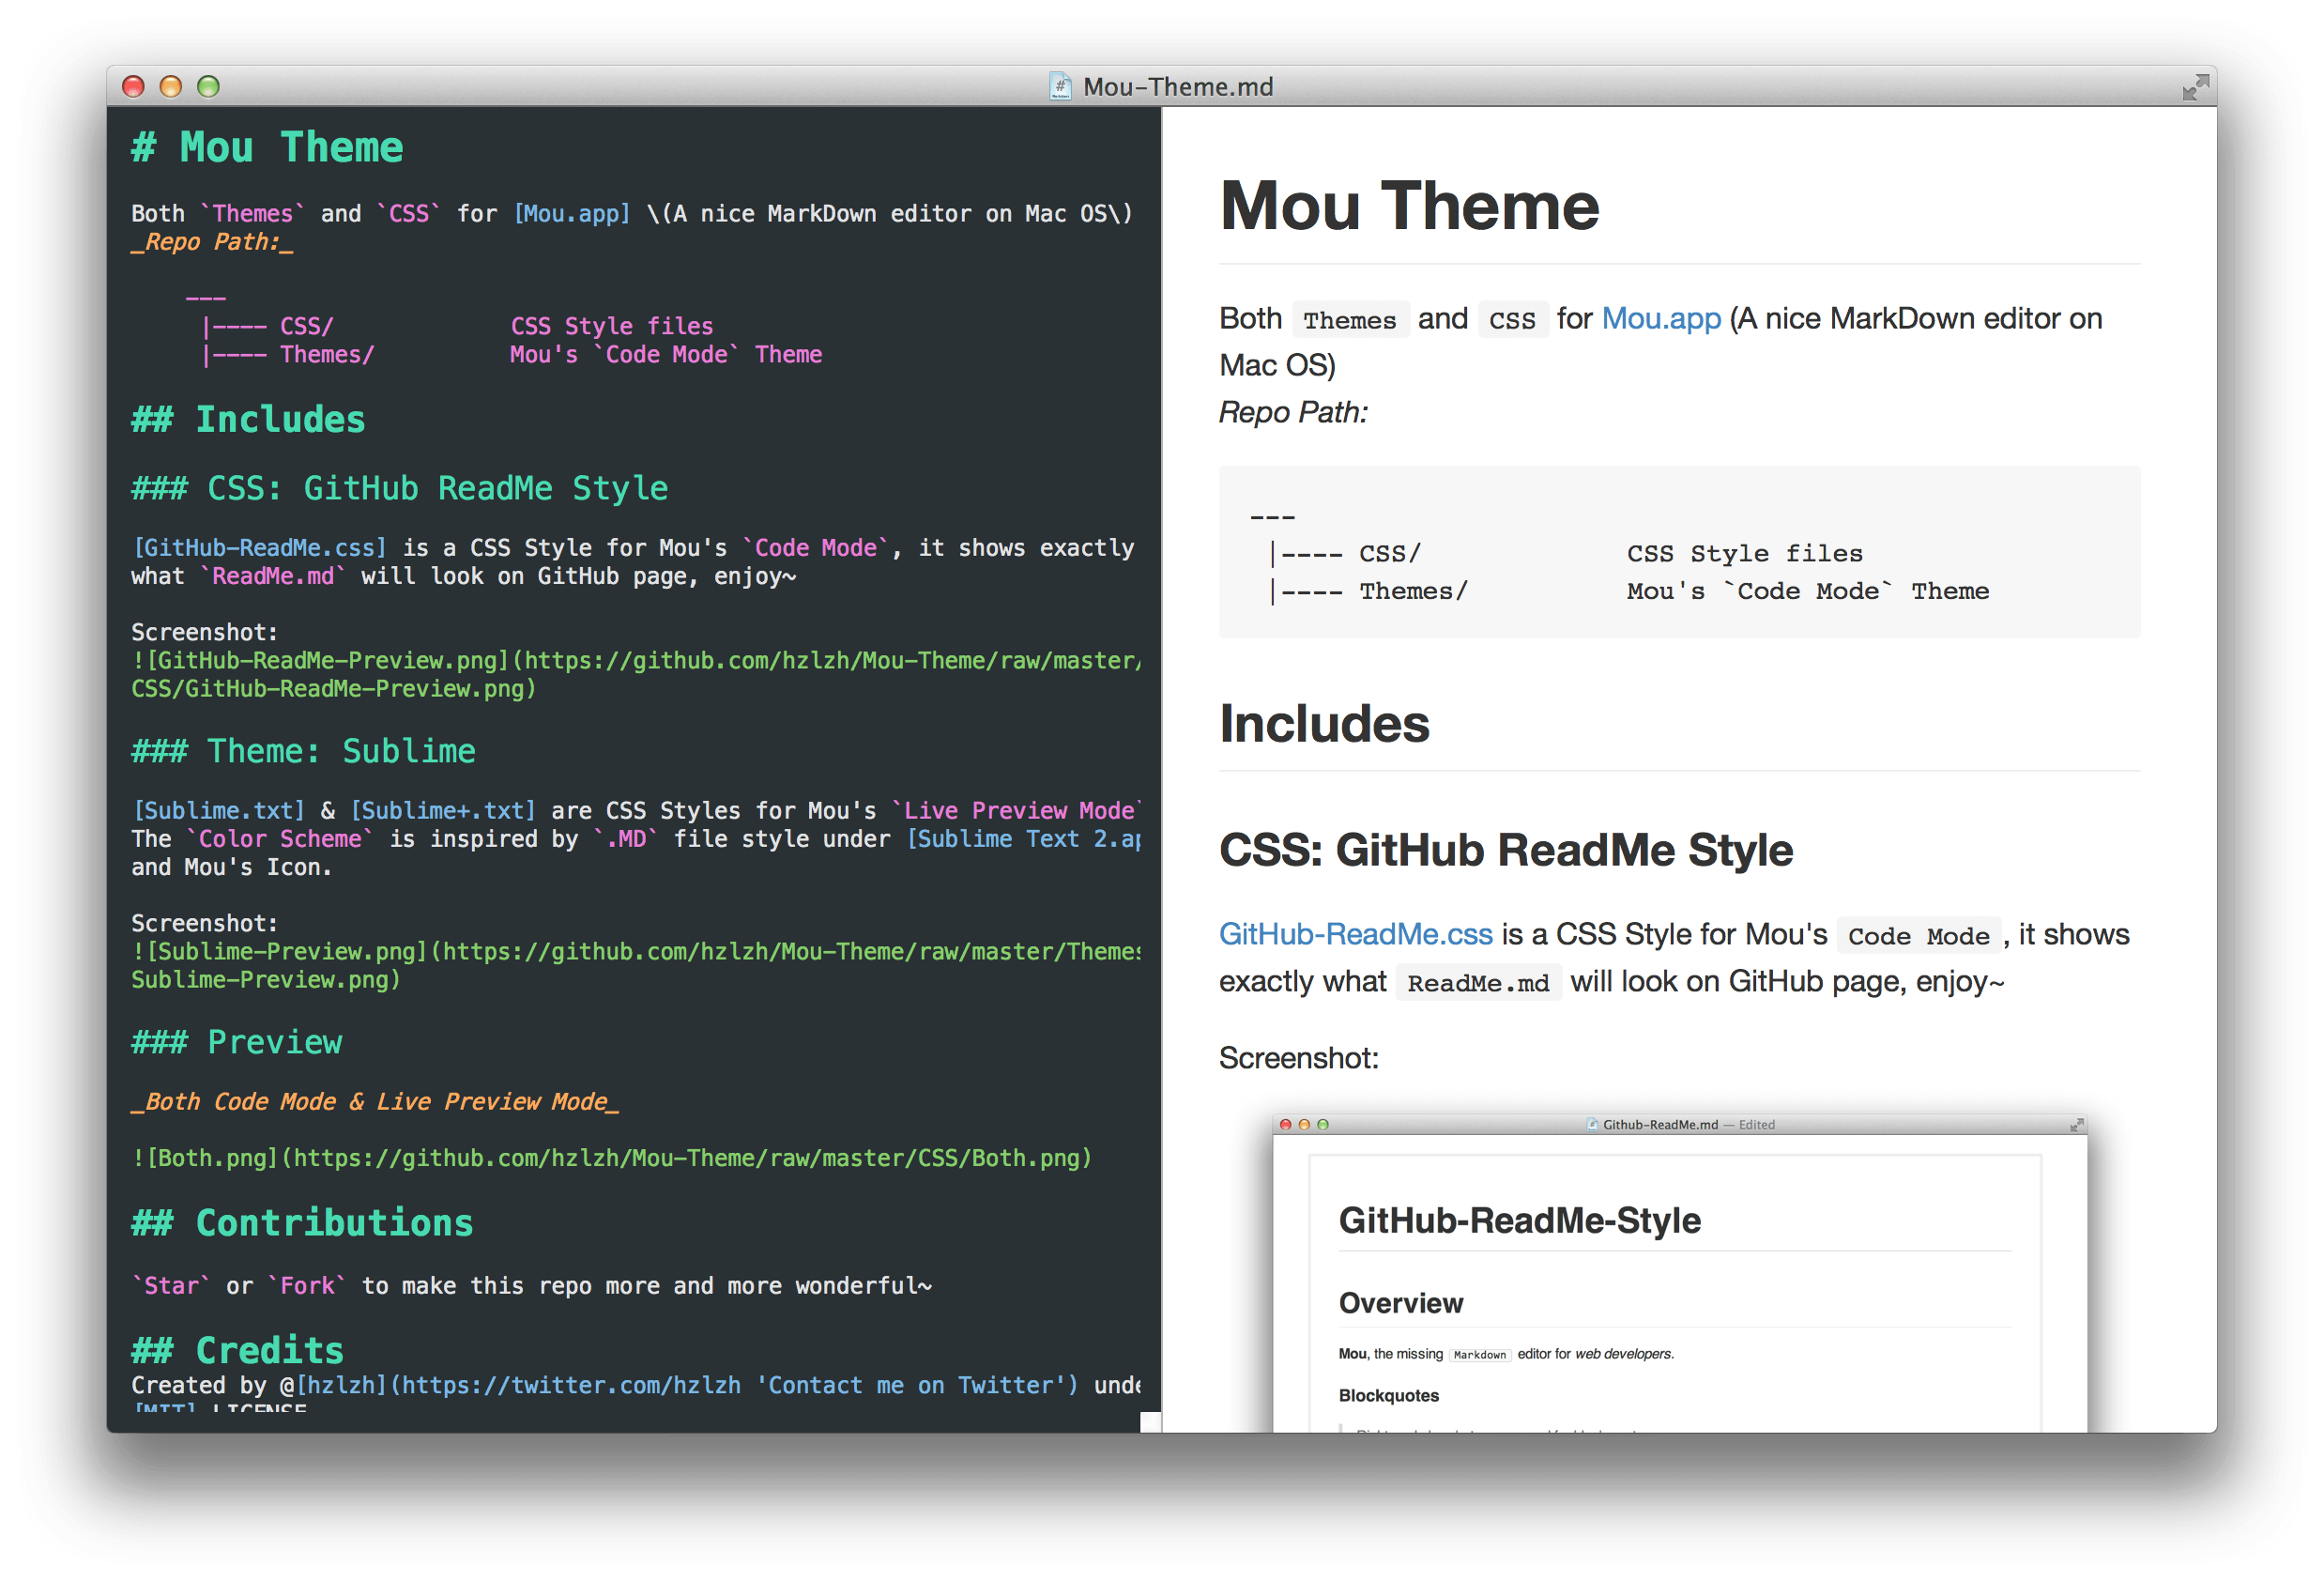 Mou-Theme.md
# Mou Theme
Both `Themes` and `CSS` for [Mou.app] \(A nice MarkDown editor on Mac OS\)
_Repo Path:_
---
|---- CSS/ CSS Style files
|---- Themes/ Mou's `Code Mode` Theme
## Includes
### CSS: GitHub ReadMe Style
[GitHub-ReadMe.css] is a CSS Style for Mou's `Code Mode`, it shows exactly
what `ReadMe.md` will look on GitHub page, enjoy~
Screenshot:
![GitHub-ReadMe-Preview.png](https://github.com/hzlzh/Mou-Theme/raw/master/
CSS/GitHub-ReadMe-Preview.png)
### Theme: Sublime
[Sublime.txt] & [Sublime+.txt] are CSS Styles for Mou's `Live Preview Mode`
The `Color Scheme` is inspired by `.MD` file style under [Sublime Text 2.ap
and Mou's Icon.
Screenshot:
![Sublime-Preview.png](https://github.com/hzlzh/Mou-Theme/raw/master/Themes
Sublime-Preview.png)
### Preview
_Both Code Mode & Live Preview Mode_
![Both.png](https://github.com/hzlzh/Mou-Theme/raw/master/CSS/Both.png)
## Contributions
`Star` or `Fork` to make this repo more and more wonderful~
## Credits
Created by @[hzlzh](https://twitter.com/hzlzh 'Contact me on Twitter') unde
[MIT] LICENSE
Mou Theme
Both Themes and CSS for Mou.app (A nice MarkDown editor on
Mac OS)
Repo Path:
---
|---- CSS/ CSS Style files
|---- Themes/ Mou's `Code Mode` Theme
Includes
CSS: GitHub ReadMe Style
GitHub-ReadMe.css is a CSS Style for Mou's Code Mode, it shows
exactly what ReadMe.md will look on GitHub page, enjoy~
Screenshot:
Github-ReadMe.md — Edited
GitHub-ReadMe-Style
Overview
Mou, the missing Markdown editor for web developers.
Blockquotes